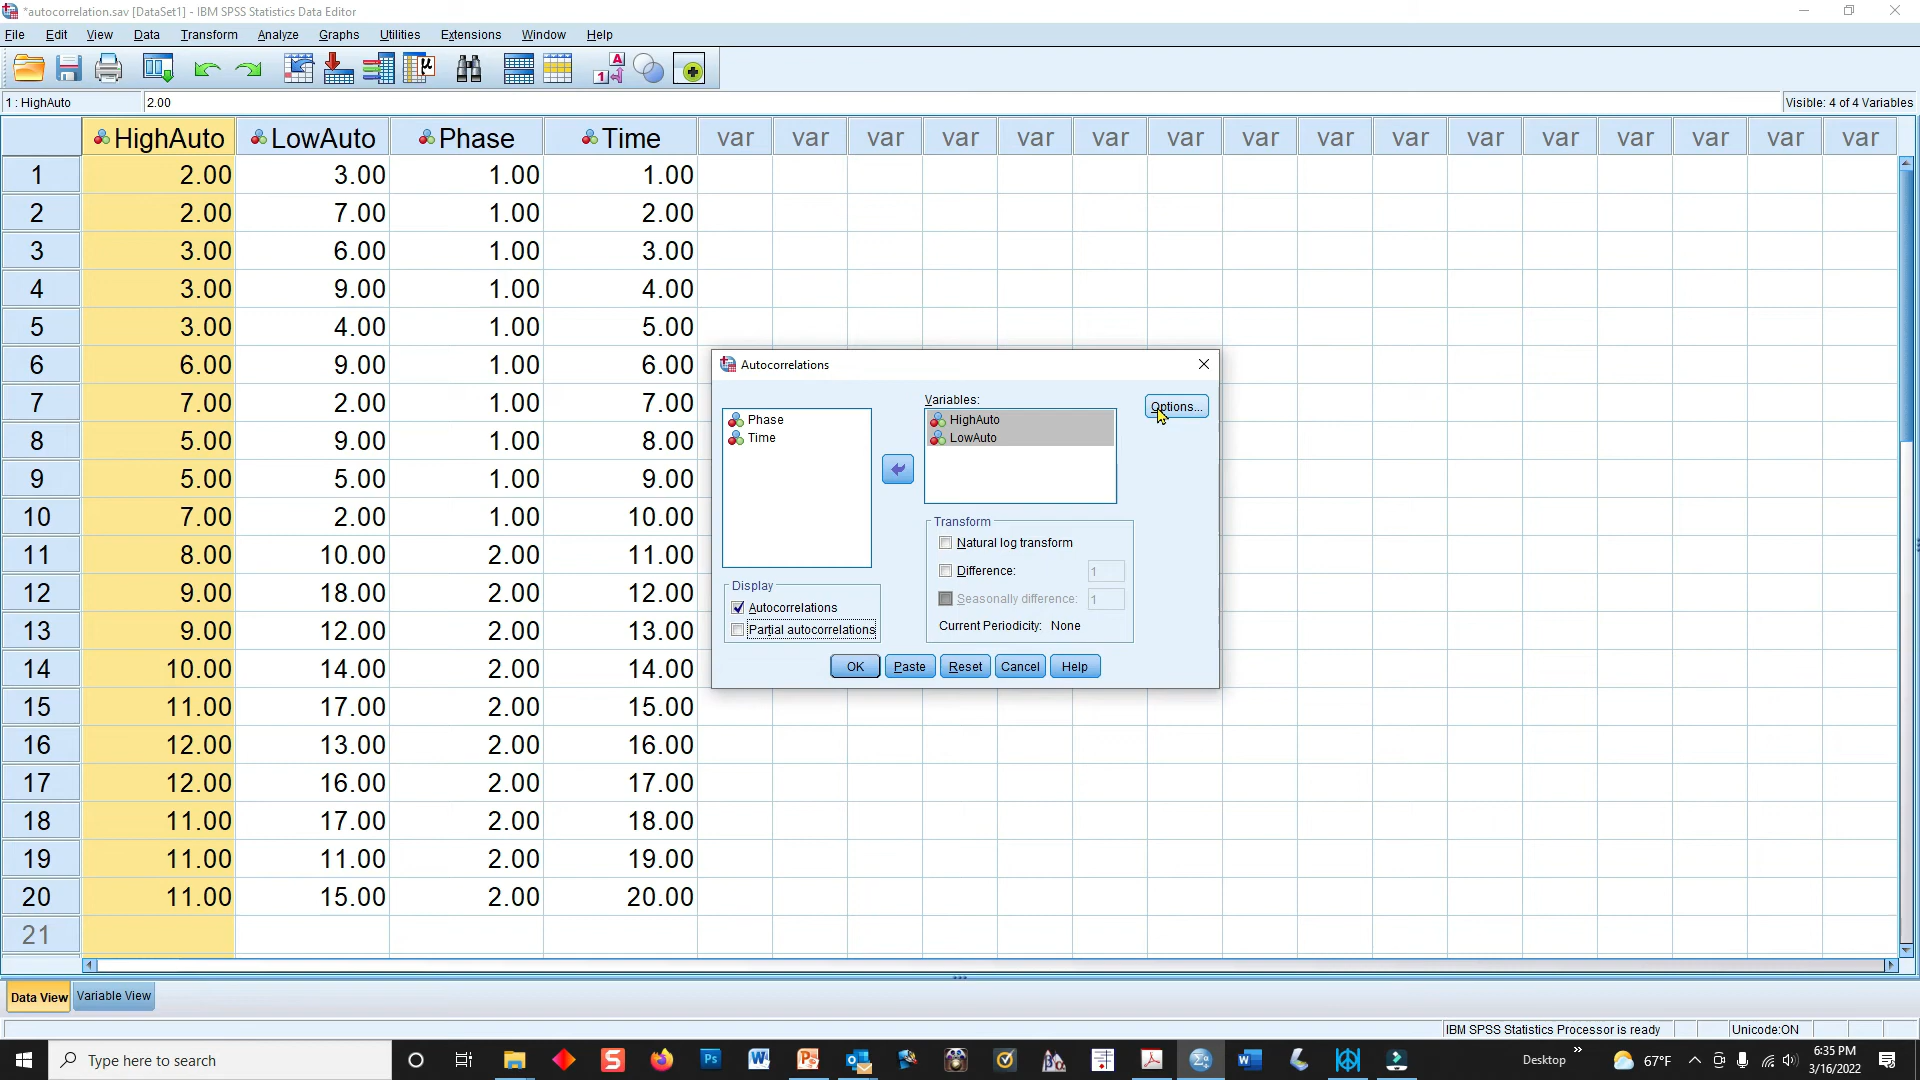 *autocorrelation.sav [DataSet1] - IBM SPSS Statistics Data Editor
File Edit View Data Transform Analyze Graphs Utilities Extensions Window Help
1 : HighAuto 2.00 Visible: 4 of 4 Variables
HighAuto LowAuto Phase Time var var var var var var var var var var var var var var var var
1 2.00 3.00 1.00 1.00
2 2.00 7.00 1.00 2.00
3 3.00 6.00 1.00 3.00
4 3.00 9.00 1.00 4.00
5 3.00 4.00 1.00 5.00
6 6.00 9.00 1.00 6.00
7 7.00 2.00 1.00 7.00
8 5.00 9.00 1.00 8.00
9 5.00 5.00 1.00 9.00
10 7.00 2.00 1.00 10.00
11 8.00 10.00 2.00 11.00
12 9.00 18.00 2.00 12.00
13 9.00 12.00 2.00 13.00
14 10.00 14.00 2.00 14.00
15 11.00 17.00 2.00 15.00
16 12.00 13.00 2.00 16.00
17 12.00 16.00 2.00 17.00
18 11.00 17.00 2.00 18.00
19 11.00 11.00 2.00 19.00
20 11.00 15.00 2.00 20.00
21
Autocorrelations
Variables:
Options...
Phase
Time
HighAuto
LowAuto
Transform
Natural log transform
Difference: 1
Seasonally difference: 1
Current Periodicity: None
Display
Autocorrelations
Partial autocorrelations
OK Paste Reset Cancel Help
Data View Variable View
IBM SPSS Statistics Processor is ready Unicode:ON
Type here to search
Desktop
67°F
6:35 PM
3/16/2022